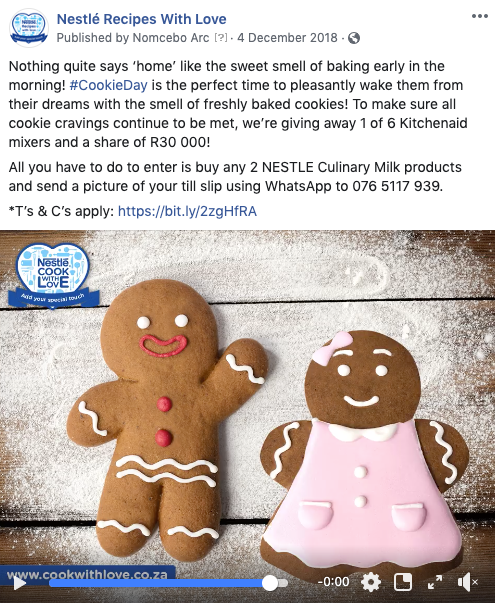 Nestlé Recipes With Love
Published by Nomcebo Arc [?] · 4 December 2018 ·
Nothing quite says ‘home’ like the sweet smell of baking early in the
morning! #CookieDay is the perfect time to pleasantly wake them from
their dreams with the smell of freshly baked cookies! To make sure all
cookie cravings continue to be met, we’re giving away 1 of 6 Kitchenaid
mixers and a share of R30 000!
All you have to do to enter is buy any 2 NESTLE Culinary Milk products
and send a picture of your till slip using WhatsApp to 076 5117 939.
*T’s & C’s apply: https://bit.ly/2zgHfRA
Nestlé
COOK
WITH
LOVE
Add your special touch
www.cookwithlove.co.za
-0:00